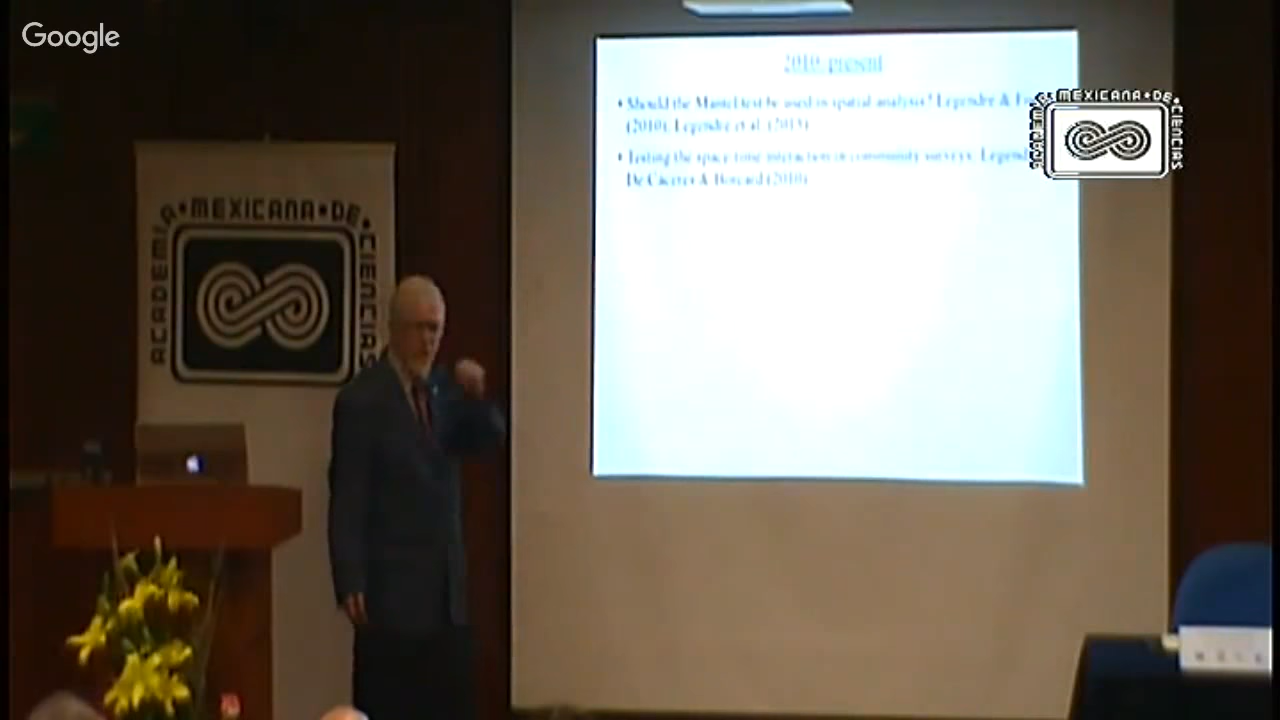 Google
2010-present
• Should the Mantel test be used in spatial analysis? Legendre &
(2010); Legendre et al. (2015)
• Testing the space-time interaction in community surveys:
De Cáceres & Borcard (2010)
ACADEMIA•MEXICANA•DE•CIENCIAS
ACADEMIA•MEXICANA•DE•CIENCIAS